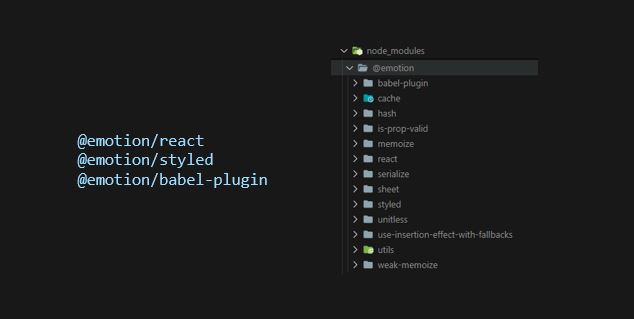 @emotion/react
@emotion/styled
@emotion/babel-plugin
node_modules
@emotion
babel-plugin
cache
hash
is-prop-valid
memoize
react
serialize
sheet
styled
unitless
use-insertion-effect-with-fallbacks
utils
weak-memoize